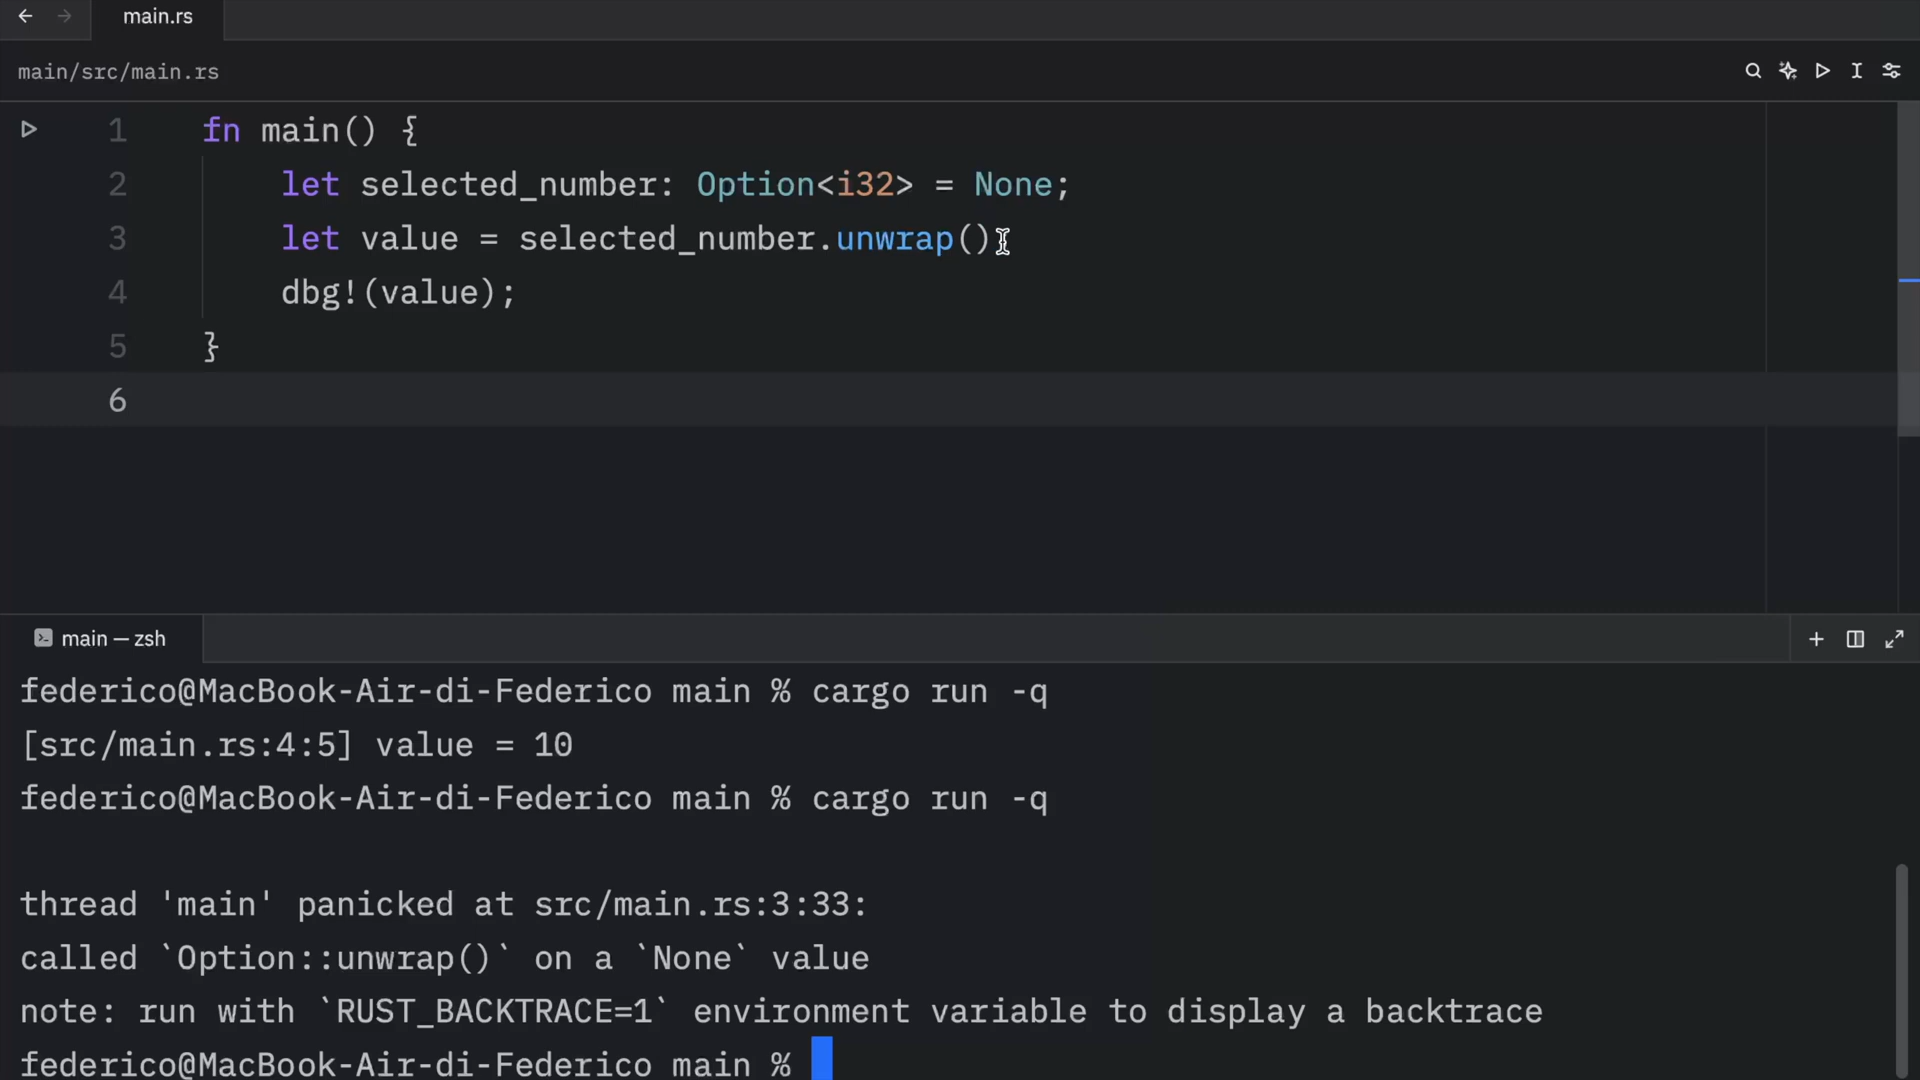 main.rs
main/src/main.rs
1 fn main() {
2     let selected_number: Option<i32> = None;
3     let value = selected_number.unwrap()
4     dbg!(value);
5 }
6
main — zsh
federico@MacBook-Air-di-Federico main % cargo run -q
[src/main.rs:4:5] value = 10
federico@MacBook-Air-di-Federico main % cargo run -q
thread 'main' panicked at src/main.rs:3:33:
called `Option::unwrap()` on a `None` value
note: run with `RUST_BACKTRACE=1` environment variable to display a backtrace
federico@MacBook-Air-di-Federico main %